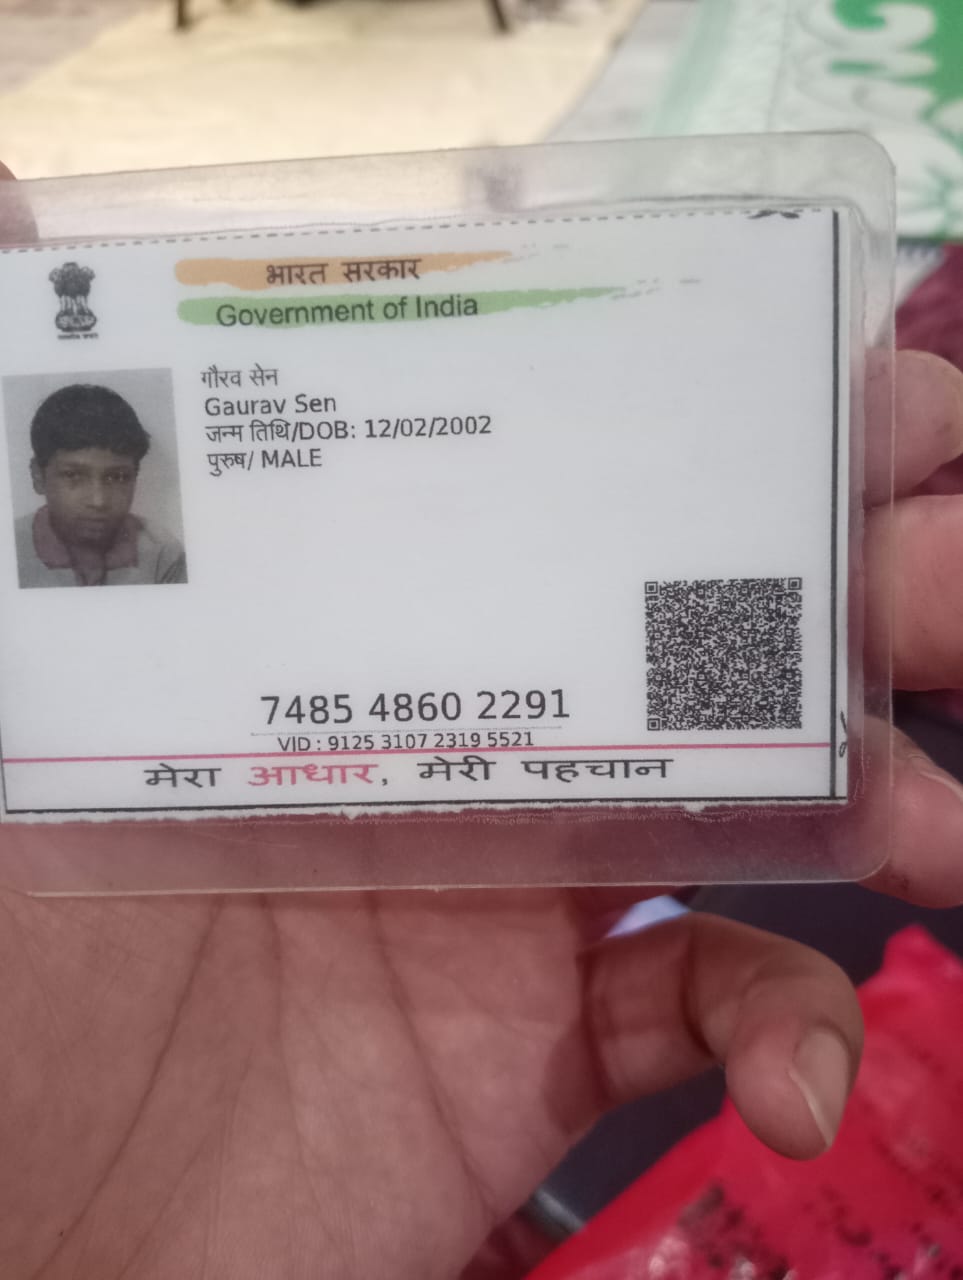 भारत सरकार
Government of India
गौरव सेन
Gaurav Sen
जन्म तिथि/DOB: 12/02/2002
पुरुष/ MALE
7485 4860 2291
VID : 9125 3107 2319 5521
मेरा आधार, मेरी पहचान